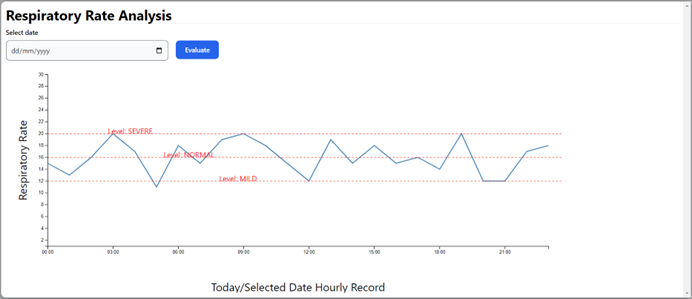 Respiratory Rate Analysis
Select date
dd/mm/yyyy
Evaluate
Respiratory Rate
30
28
26
24
22
20
18
16
14
12
10
8
6
4
2
Level: SEVERE
Level: NORMAL
Level: MILD
00:00 03:00 06:00 09:00 12:00 15:00 18:00 21:00
Today/Selected Date Hourly Record